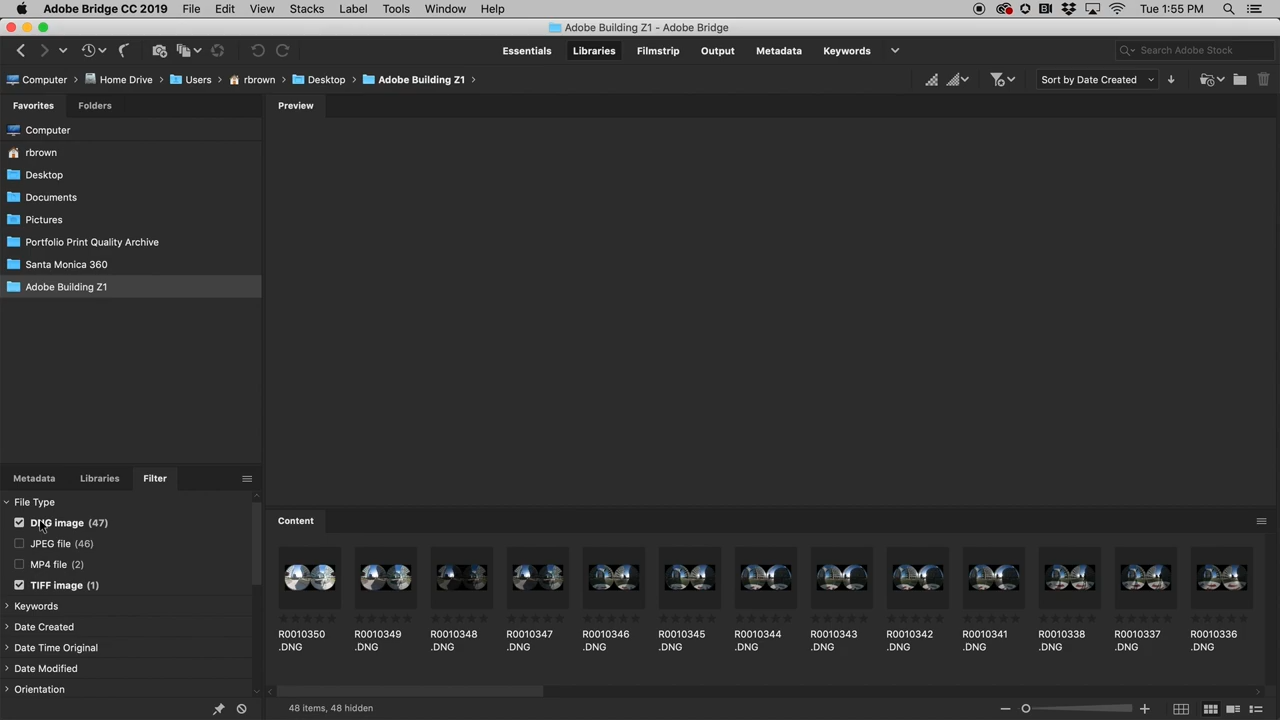 Adobe Bridge CC 2019 File Edit View Stacks Label Tools Window Help Tue 1:55 PM
Adobe Building Z1 - Adobe Bridge
Essentials Libraries Filmstrip Output Metadata Keywords Search Adobe Stock
Computer Home Drive Users rbrown Desktop Adobe Building Z1 Sort by Date Created
Favorites Folders Preview
Computer
rbrown
Desktop
Documents
Pictures
Portfolio Print Quality Archive
Santa Monica 360
Adobe Building Z1
Metadata Libraries Filter
File Type
DNG image (47)
JPEG file (46)
MP4 file (2)
TIFF image (1)
Keywords
Date Created
Date Time Original
Date Modified
Orientation
Content
R0010350 R0010349 R0010348 R0010347 R0010346 R0010345 R0010344 R0010343 R0010342 R0010341 R0010338 R0010337 R0010336
.DNG .DNG .DNG .DNG .DNG .DNG .DNG .DNG .DNG .DNG .DNG .DNG .DNG
48 items, 48 hidden